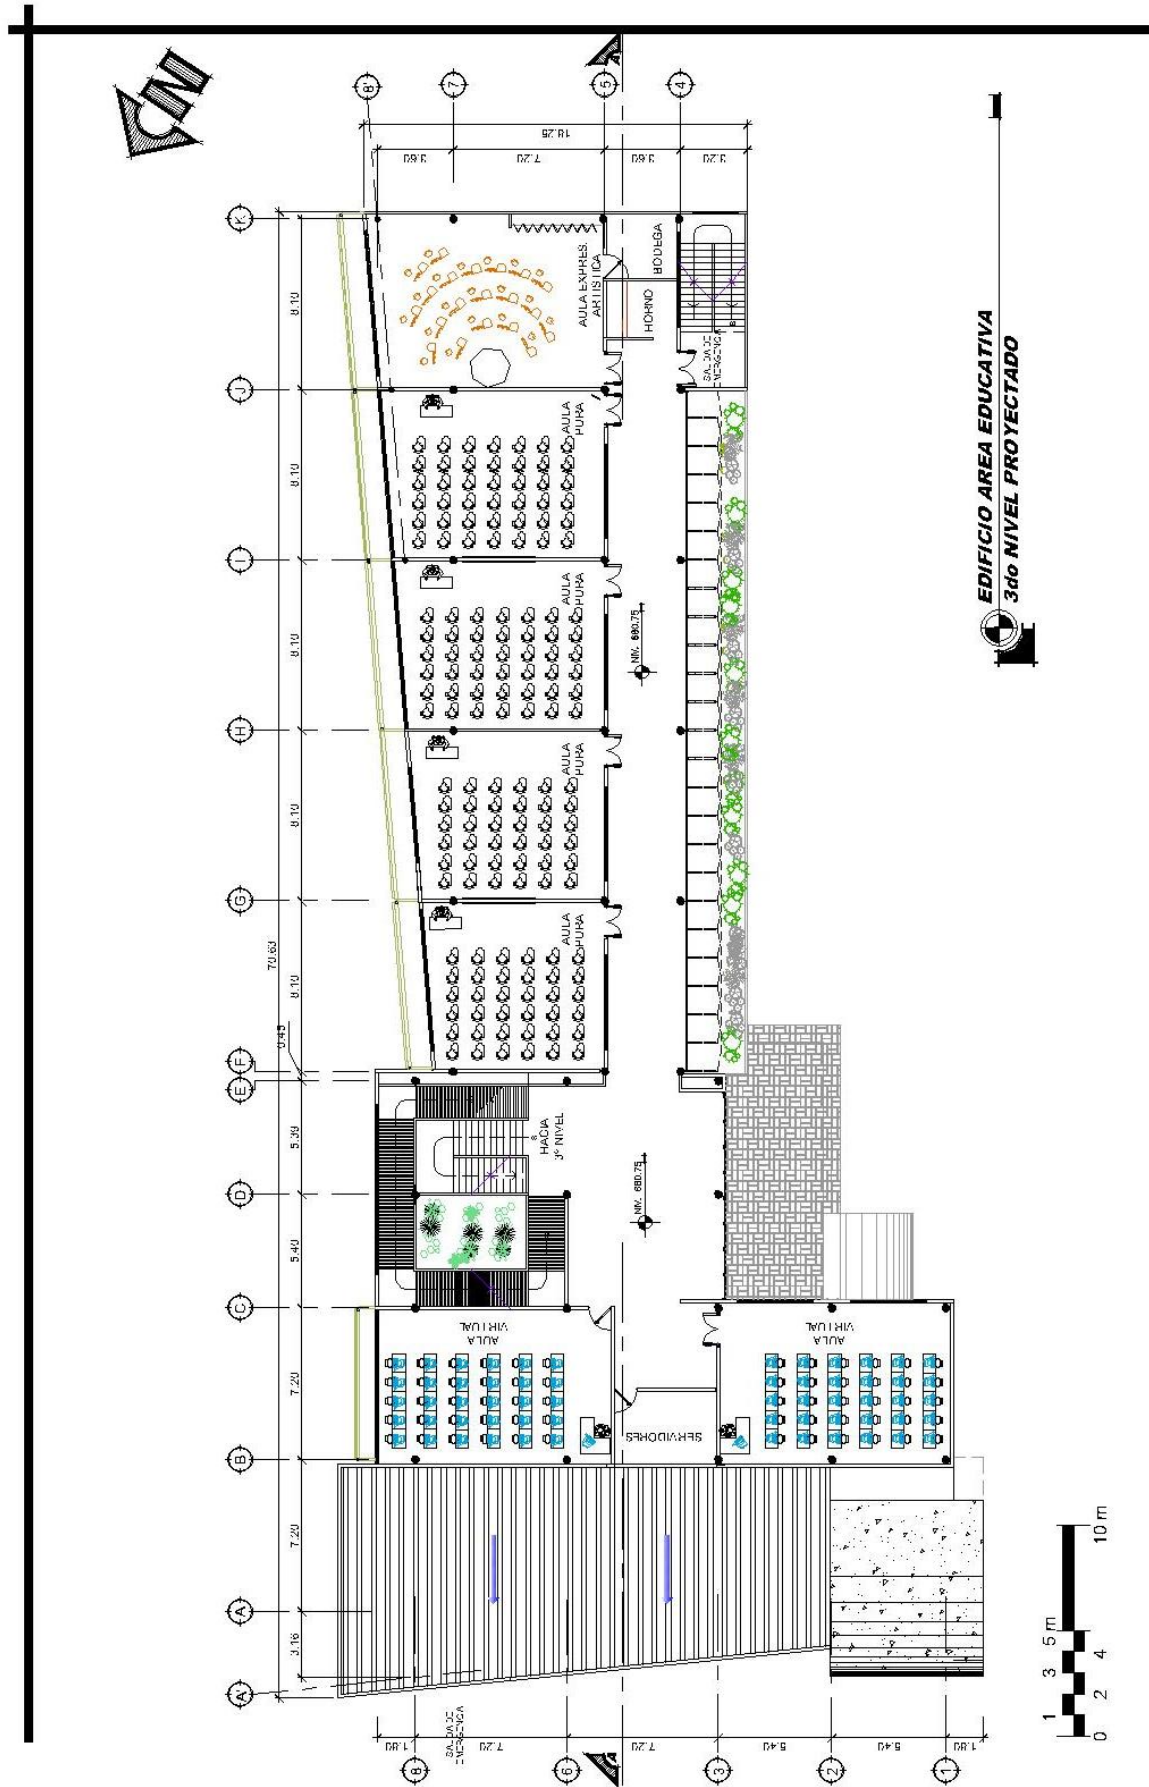 N
EDIFICIO AREA EDUCATIVA
3do NIVEL PROYECTADO
A'
A
B
C
D
E
F
G
H
I
J
K
3.16
7.20
7.20
5.40
5.39
0.45
8.10
8.10
8.10
8.10
8.10
70.63
8'
7
5
4
3.60
7.20
3.60
3.20
18.25
8
6
3
2
1
1.80
7.20
7.20
5.40
5.40
1.80
SALIDA DE
EMERGENCIA
AULA
VIRTUAL
SERVIDORES
AULA
VIRTUAL
HACIA
3º NIVEL
NIV. 680.75
AULA
PURA
AULA
PURA
AULA
PURA
AULA
PURA
NIV. 680.75
AULA EXPRES.
ARTISTICA
HORNO
BODEGA
SALIDA DE
EMERGENCIA
A'
A
0 1 2 3 4 5 m 10 m